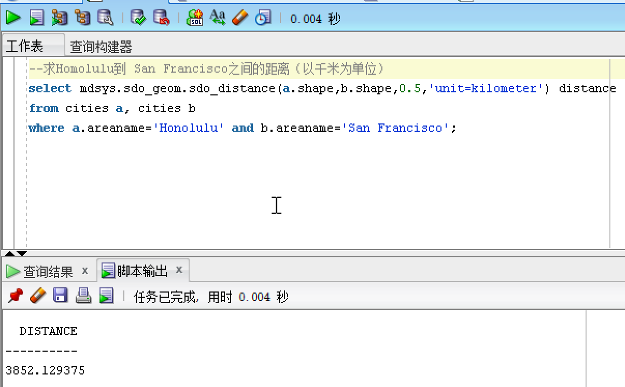 0.004 秒
工作表 查询构建器
--求Homolulu到 San Francisco之间的距离（以千米为单位）
select mdsys.sdo_geom.sdo_distance(a.shape,b.shape,0.5,'unit=kilometer') distance
from cities a, cities b
where a.areaname='Honolulu' and b.areaname='San Francisco';
查询结果 x 脚本输出 x
任务已完成, 用时 0.004 秒
DISTANCE
----------
3852.129375